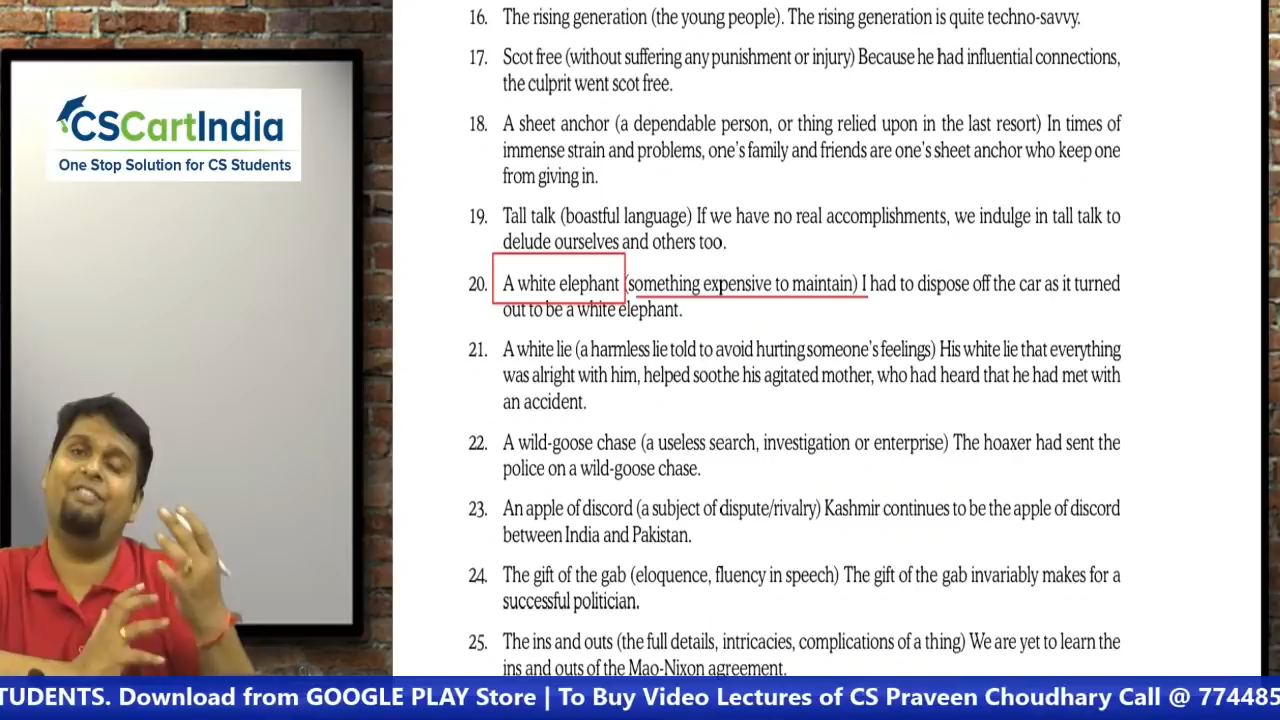 CSCartIndia
One Stop Solution for CS Students
16. The rising generation (the young people). The rising generation is quite techno-savvy.
17. Scot free (without suffering any punishment or injury) Because he had influential connections,
the culprit went scot free.
18. A sheet anchor (a dependable person, or thing relied upon in the last resort) In times of
immense strain and problems, one's family and friends are one's sheet anchor who keep one
from giving in.
19. Tall talk (boastful language) If we have no real accomplishments, we indulge in tall talk to
delude ourselves and others too.
20. A white elephant (something expensive to maintain) I had to dispose off the car as it turned
out to be a white elephant.
21. A white lie (a harmless lie told to avoid hurting someone's feelings) His white lie that everything
was alright with him, helped soothe his agitated mother, who had heard that he had met with
an accident.
22. A wild-goose chase (a useless search, investigation or enterprise) The hoaxer had sent the
police on a wild-goose chase.
23. An apple of discord (a subject of dispute/rivalry) Kashmir continues to be the apple of discord
between India and Pakistan.
24. The gift of the gab (eloquence, fluency in speech) The gift of the gab invariably makes for a
successful politician.
25. The ins and outs (the full details, intricacies, complications of a thing) We are yet to learn the
ins and outs of the Mao-Nixon agreement.
TUDENTS. Download from GOOGLE PLAY Store | To Buy Video Lectures of CS Praveen Choudhary Call @ 774485